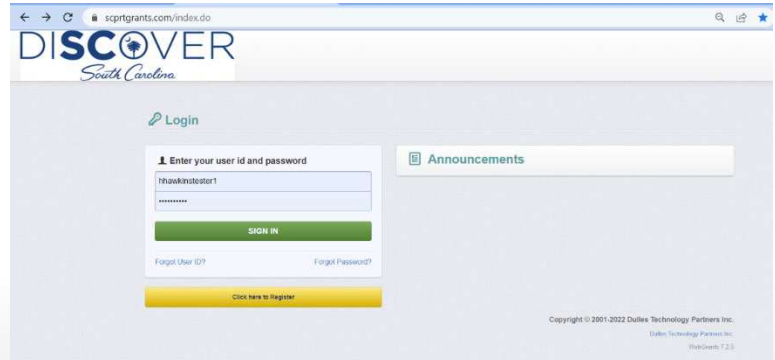 scprtgrants.com/index.do
DISCOVER
South Carolina
Login
Enter your user id and password
hhawkinstester1
••••••••••
SIGN IN
Forgot User ID?
Forgot Password?
Click here to Register
Announcements
Copyright © 2001-2022 Dulles Technology Partners Inc.
Dulles Technology Partners Inc.
WebGrants 7.2.0